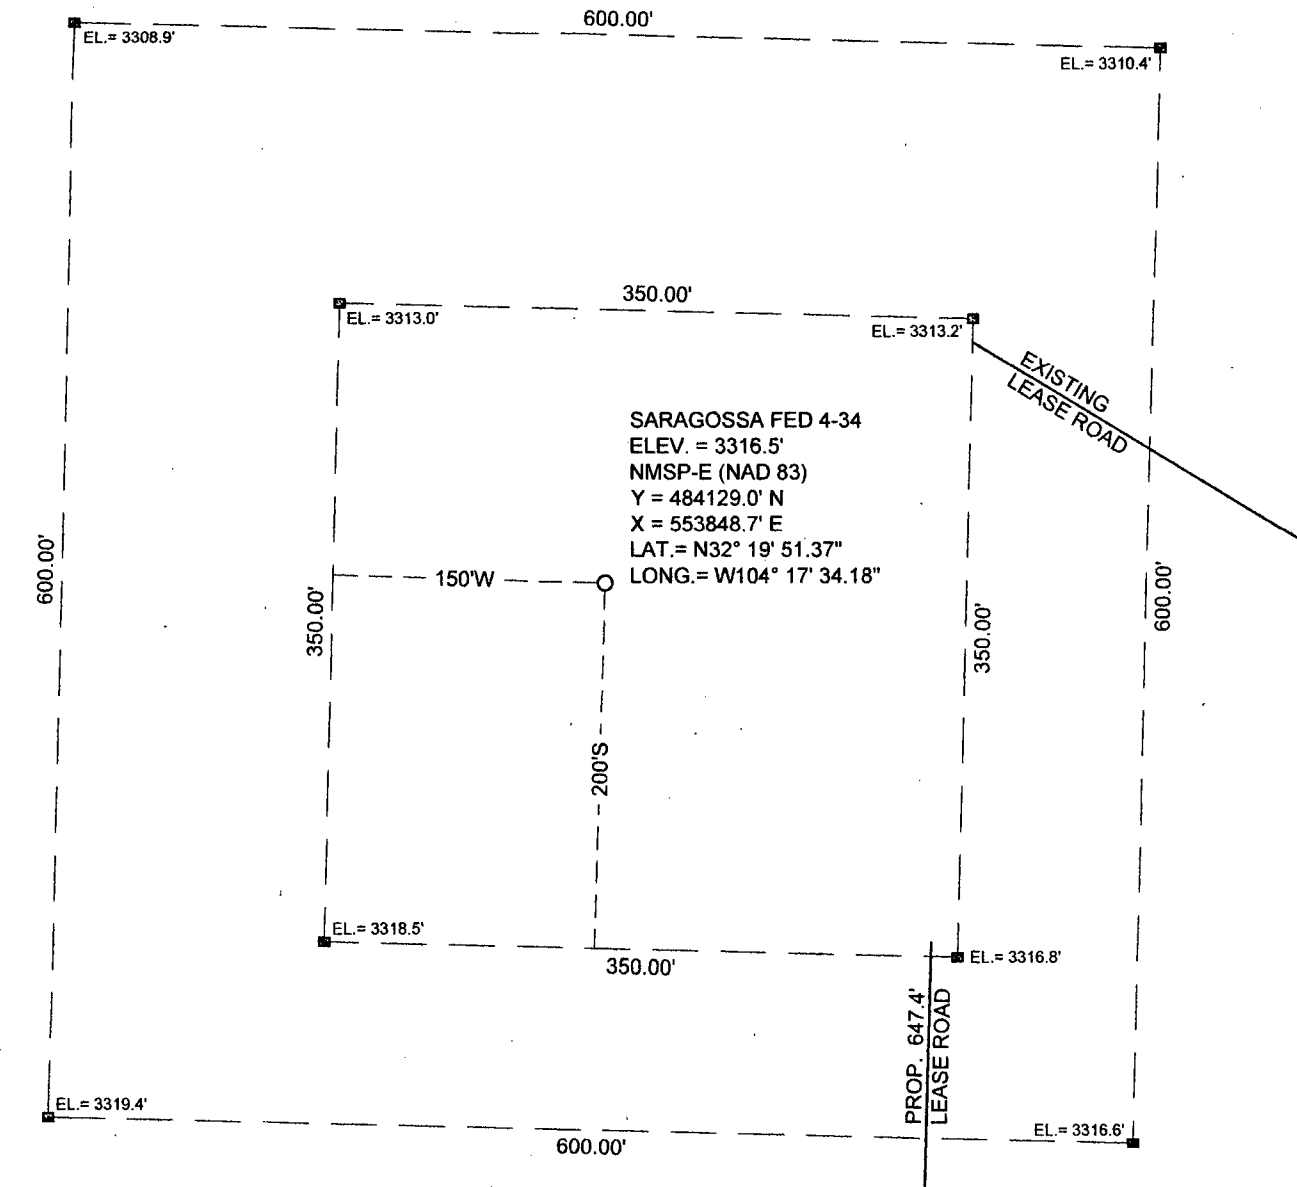 600.00'
EL.= 3308.9'
EL.= 3310.4'
350.00'
EL.= 3313.0'
EL.= 3313.2'
EXISTING
LEASE ROAD
SARAGOSSA FED 4-34
ELEV. = 3316.5'
NMSP-E (NAD 83)
Y = 484129.0' N
X = 553848.7' E
LAT.= N32° 19' 51.37"
LONG.= W104° 17' 34.18"
600.00'
150'W
350.00'
350.00'
600.00'
200'S
EL.= 3318.5'
350.00'
EL.= 3316.8'
PROP. 647.4'
LEASE ROAD
EL.= 3319.4'
EL.= 3316.6'
600.00'